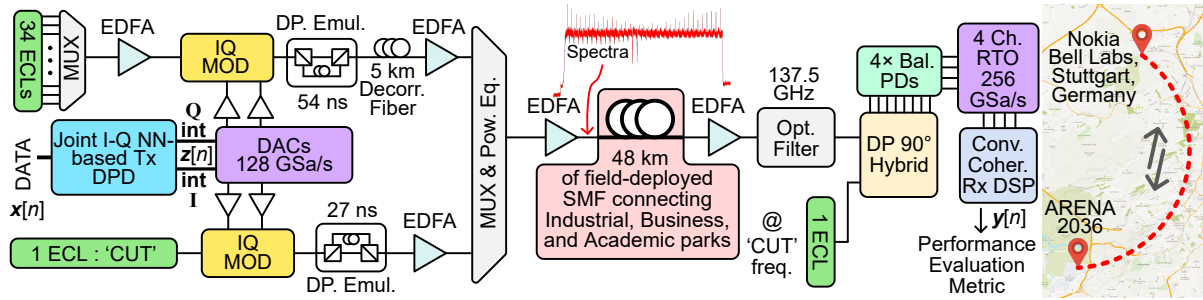 34 ECLs
MUX
EDFA
IQ
MOD
DP. Emul.
54 ns
5 km
Decorr.
Fiber
EDFA
DATA
x[n]
Joint I-Q NN-
based Tx
DPD
Q
int
z[n]
int
I
DACs
128 GSa/s
1 ECL : 'CUT'
IQ
MOD
27 ns
DP. Emul.
EDFA
MUX & Pow. Eq.
Spectra
EDFA
EDFA
48 km
of field-deployed
SMF connecting
Industrial, Business,
and Academic parks
137.5
GHz
Opt.
Filter
@
'CUT'
freq.
1 ECL
DP 90°
Hybrid
4× Bal.
PDs
4 Ch.
RTO
256
GSa/s
Conv.
Coher.
Rx DSP
y[n]
Performance
Evaluation
Metric
Nokia
Bell Labs,
Stuttgart,
Germany
ARENA
2036